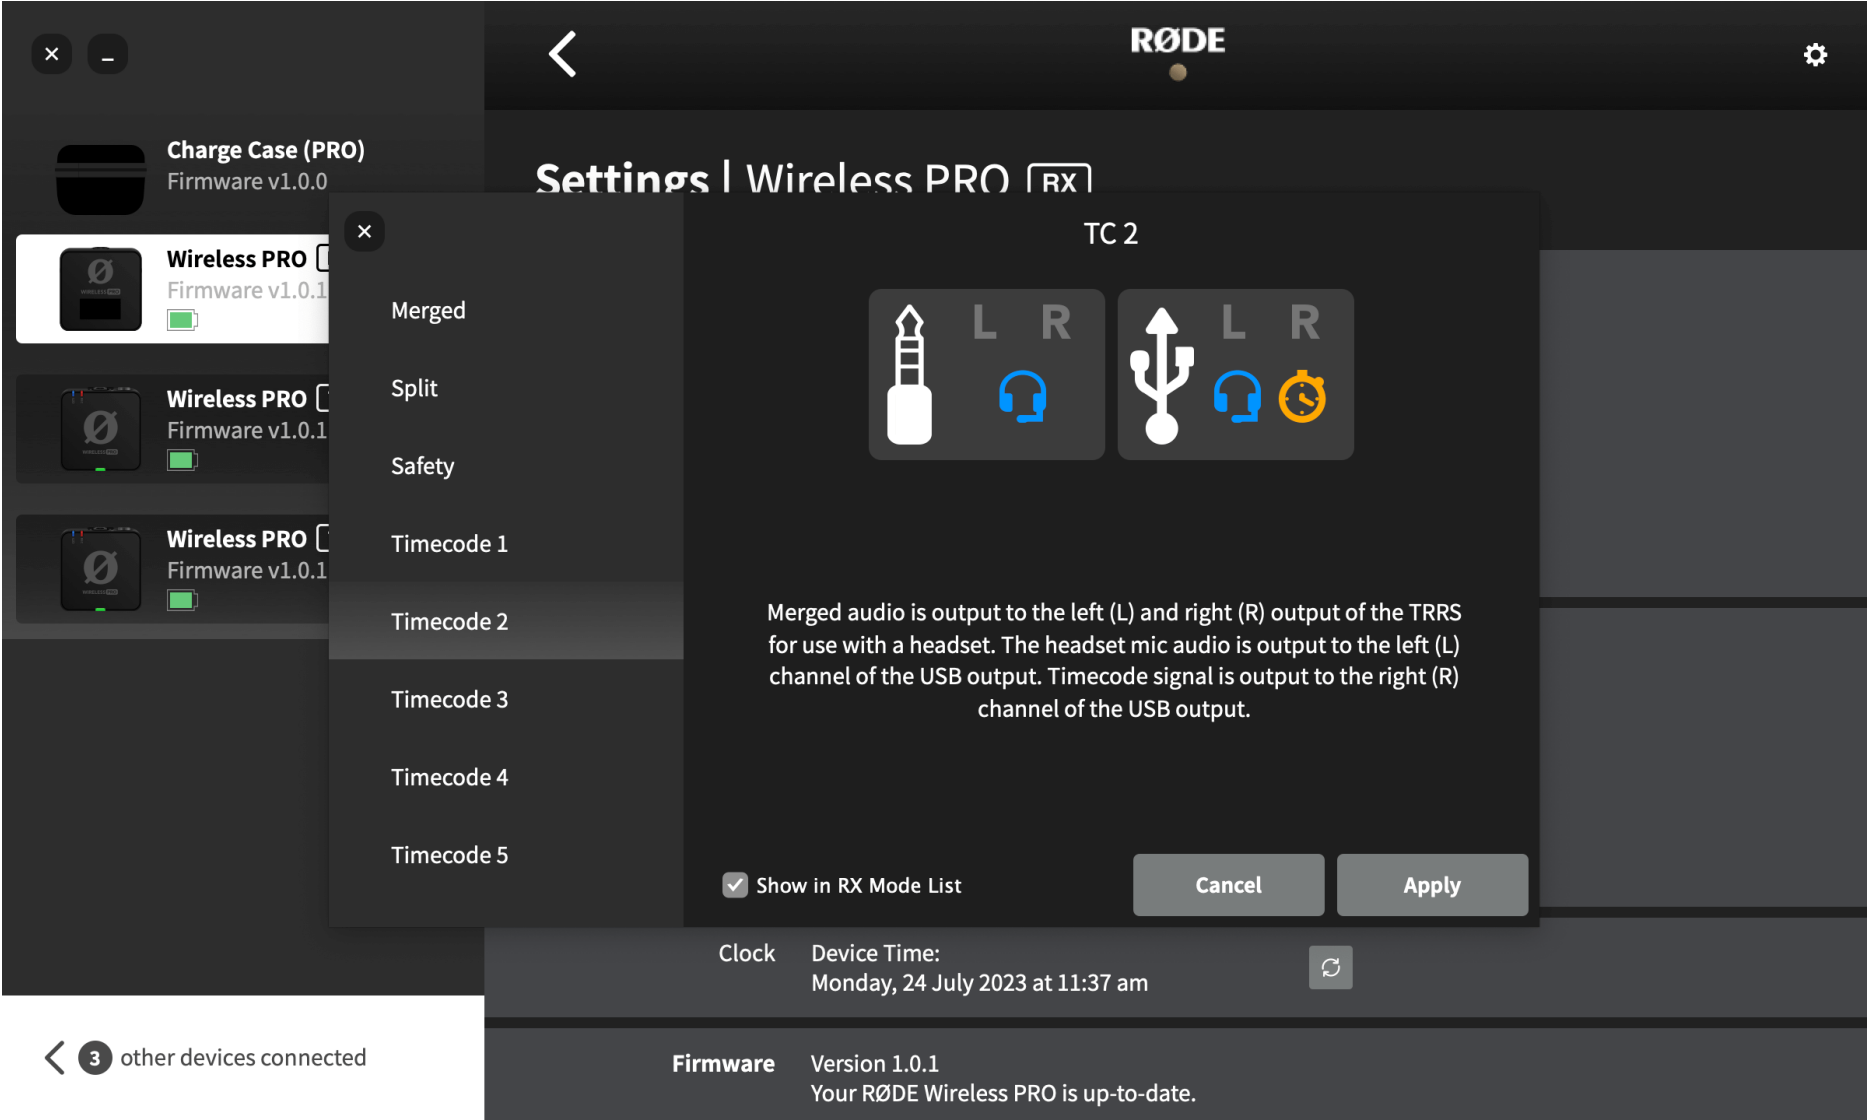 RØDE
Charge Case (PRO)
Firmware v1.0.0
Settings | Wireless PRO RX
Wireless PRO
Firmware v1.0.1
Wireless PRO
Firmware v1.0.1
Wireless PRO
Firmware v1.0.1
Merged
Split
Safety
Timecode 1
Timecode 2
Timecode 3
Timecode 4
Timecode 5
TC 2
L R
L R
Merged audio is output to the left (L) and right (R) output of the TRRS
for use with a headset. The headset mic audio is output to the left (L)
channel of the USB output. Timecode signal is output to the right (R)
channel of the USB output.
Show in RX Mode List
Cancel
Apply
Clock
Device Time:
Monday, 24 July 2023 at 11:37 am
Firmware
Version 1.0.1
Your RØDE Wireless PRO is up-to-date.
3 other devices connected